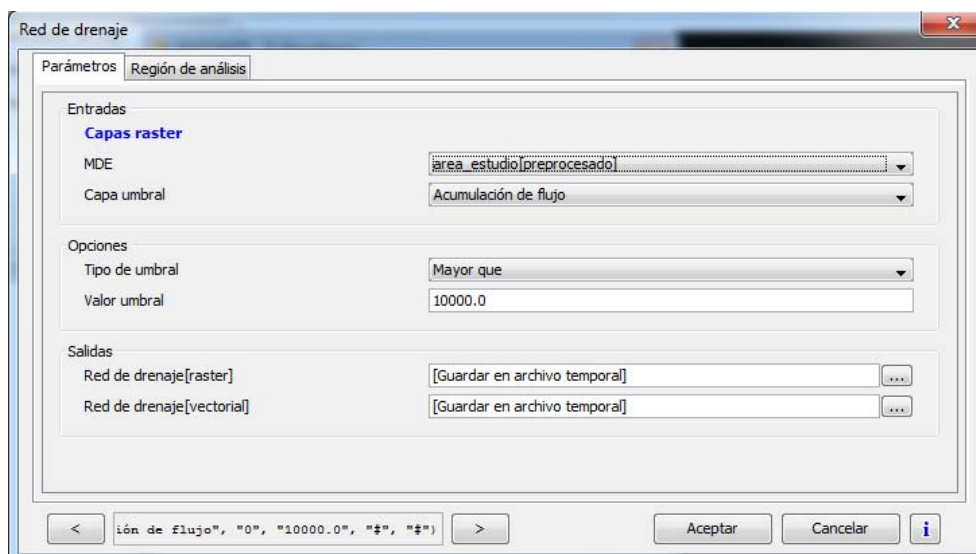 Red de drenaje
X
Parámetros Región de análisis
Entradas
Capas raster
MDE area_estudio[preprocesado]
Capa umbral Acumulación de flujo
Opciones
Tipo de umbral Mayor que
Valor umbral 10000.0
Salidas
Red de drenaje[raster] [Guardar en archivo temporal] ...
Red de drenaje[vectorial] [Guardar en archivo temporal] ...
< ión de flujo", "0", "10000.0", "#", "#") > Aceptar Cancelar i